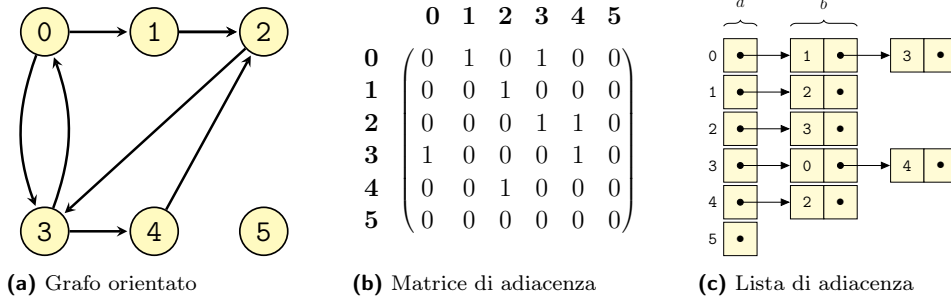 0 1 2
3 4 5
(a) Grafo orientato
0 1 2 3 4 5
0 0 1 0 1 0 0
1 0 0 1 0 0 0
2 0 0 0 1 1 0
3 1 0 0 0 1 0
4 0 0 1 0 0 0
5 0 0 0 0 0 0
(b) Matrice di adiacenza
a b
0 1 3
1 2
2 3
3 0 4
4 2
5
(c) Lista di adiacenza